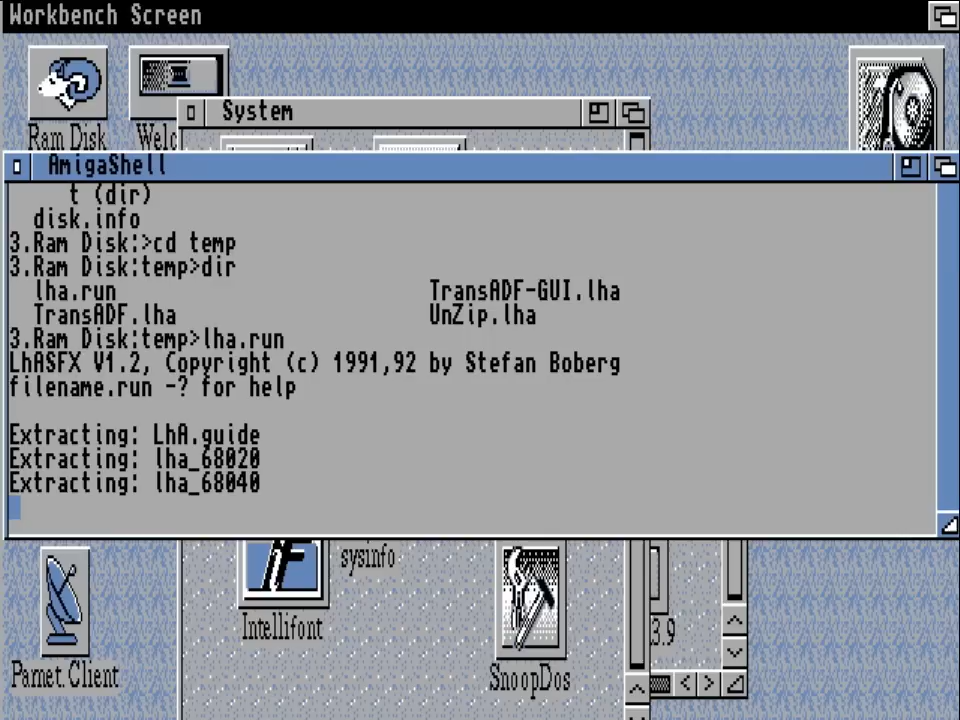 Workbench Screen
Ram Disk
Welc
System
AmigaShell
t (dir)
disk.info
3.Ram Disk:>cd temp
3.Ram Disk:temp>dir
lha.run TransADF-GUI.lha
TransADF.lha UnZip.lha
3.Ram Disk:temp>lha.run
LhASFX V1.2, Copyright (c) 1991,92 by Stefan Boberg
filename.run -? for help
Extracting: LhA.guide
Extracting: lha_68020
Extracting: lha_68040
sysinfo
Intellifont
3.9
Parnet.Client
SnoopDos